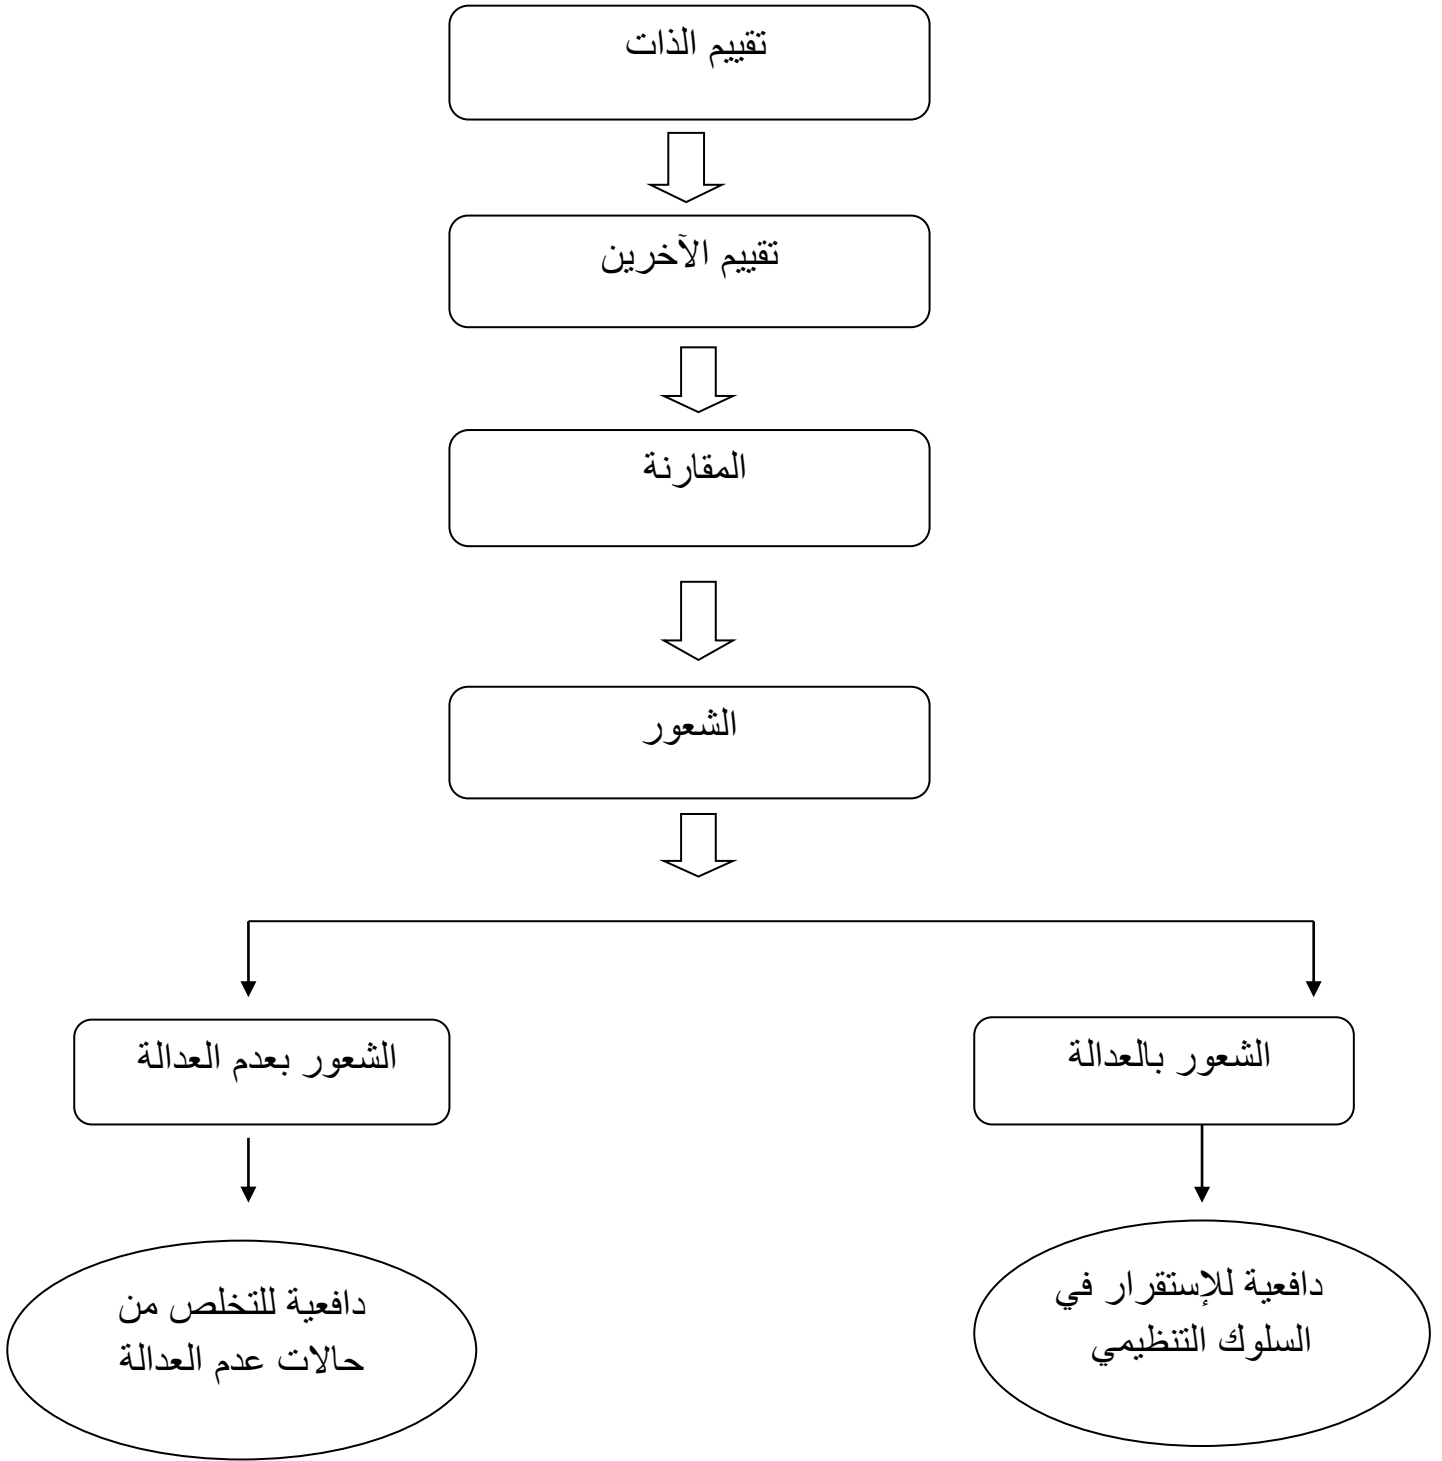 تقييم الذات
تقييم الآخرين
المقارنة
الشعور
الشعور بالعدالة
الشعور بعدم العدالة
دافعية للإستقرار في
السلوك التنظيمي
دافعية للتخلص من
حالات عدم العدالة